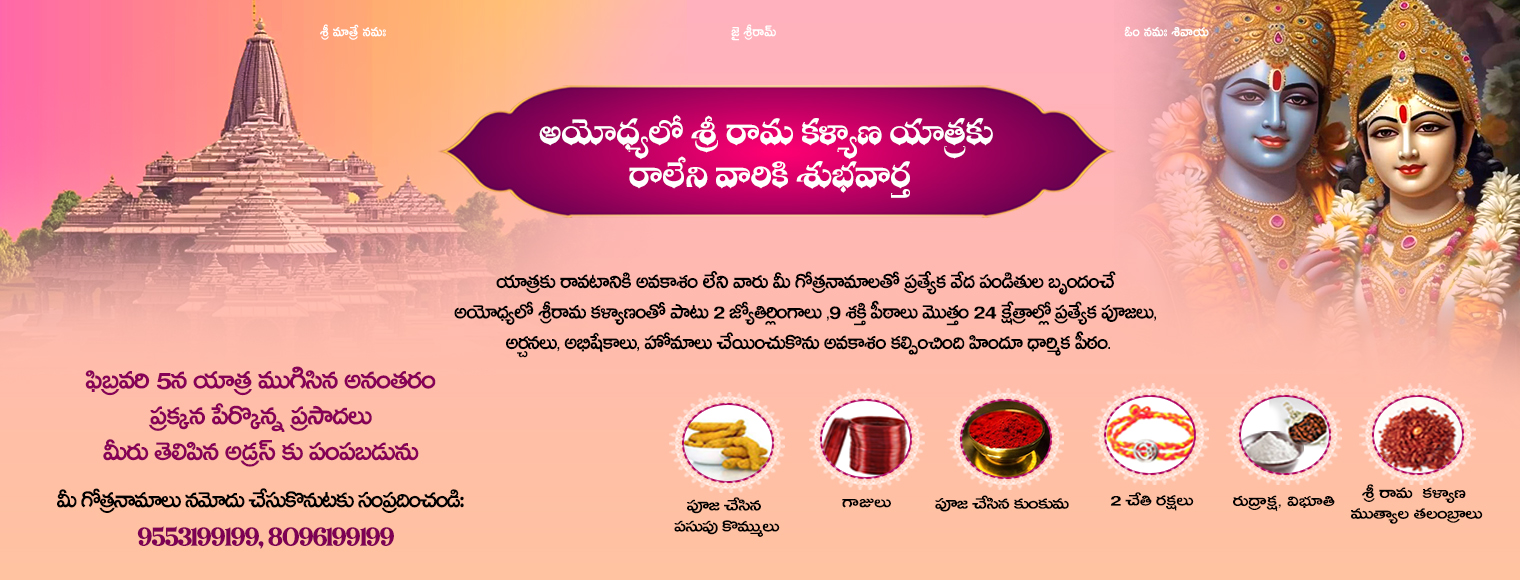 శ్రీ మాత్రే నమః
జై శ్రీరామ్
ఓం నమః శివాయ
అయోధ్యలో శ్రీ రామ కళ్యాణ యాత్రకు
రాలేని వారికి శుభవార్త
యాత్రకు రావటానికి అవకాశం లేని వారు మీ గోత్రనామాలతో ప్రత్యేక వేద పండితుల బృందంచే
అయోధ్యలో శ్రీరామ కళ్యాణంతో పాటు 2 జ్యోతిర్లింగాలు ,9 శక్తి పీఠాలు మొత్తం 24 క్షేత్రాల్లో ప్రత్యేక పూజలు,
అర్చనలు, అభిషేకాలు, హోమాలు చేయించుకొను అవకాశం కల్పించింది హిందూ ధార్మిక పీఠం.
ఫిబ్రవరి 5న యాత్ర ముగిసిన అనంతరం
ప్రక్కన పేర్కొన్న ప్రసాదలు
మీరు తెలిపిన అడ్రస్ కు పంపబడును
మీ గోత్రనామాలు నమోదు చేసుకొనుటకు సంప్రదించండి:
9553199199, 8096199199
పూజ చేసిన
పసుపు కొమ్ములు
గాజులు
పూజ చేసిన కుంకుమ
2 చేతి రక్షలు
రుద్రాక్ష, విభూతి
శ్రీ రామ కళ్యాణ
ముత్యాల తలంబ్రాలు